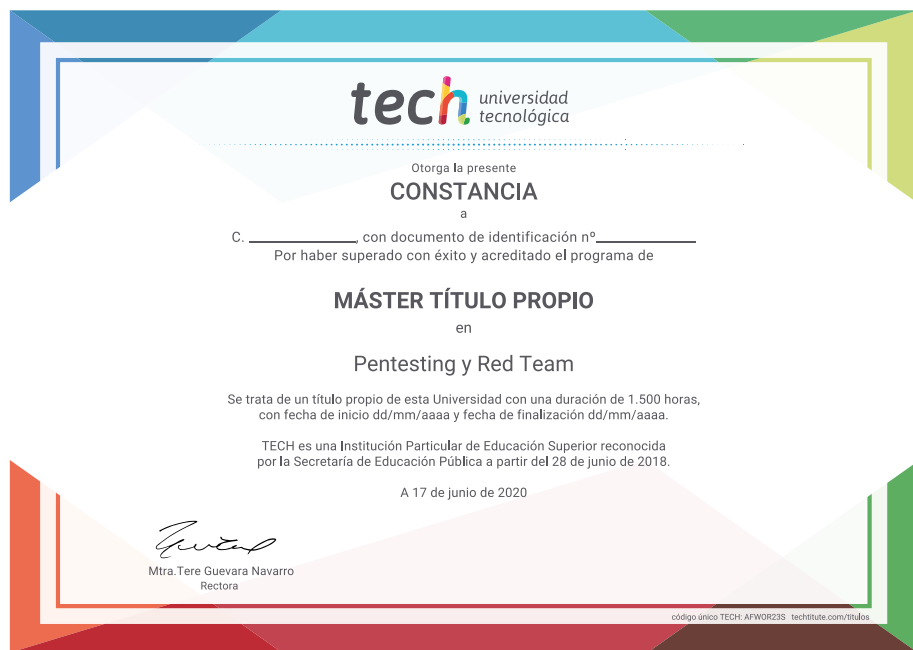 tech universidad
tecnológica
Otorga la presente
CONSTANCIA
a
C. ____________, con documento de identificación nº____________
Por haber superado con éxito y acreditado el programa de
MÁSTER TÍTULO PROPIO
en
Pentesting y Red Team
Se trata de un título propio de esta Universidad con una duración de 1.500 horas,
con fecha de inicio dd/mm/aaaa y fecha de finalización dd/mm/aaaa.
TECH es una Institución Particular de Educación Superior reconocida
por la Secretaría de Educación Pública a partir del 28 de junio de 2018.
A 17 de junio de 2020
Mtra.Tere Guevara Navarro
Rectora
código único TECH: AFWOR23S techtitute.com/titulos